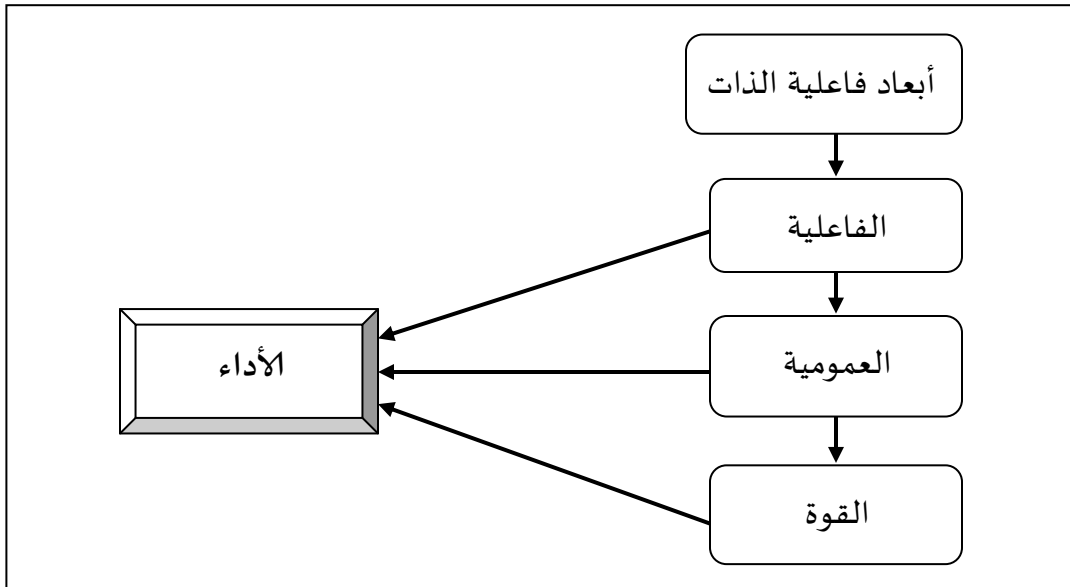 أبعاد فاعلية الذات
الفاعلية
العمومية
الأداء
القوة